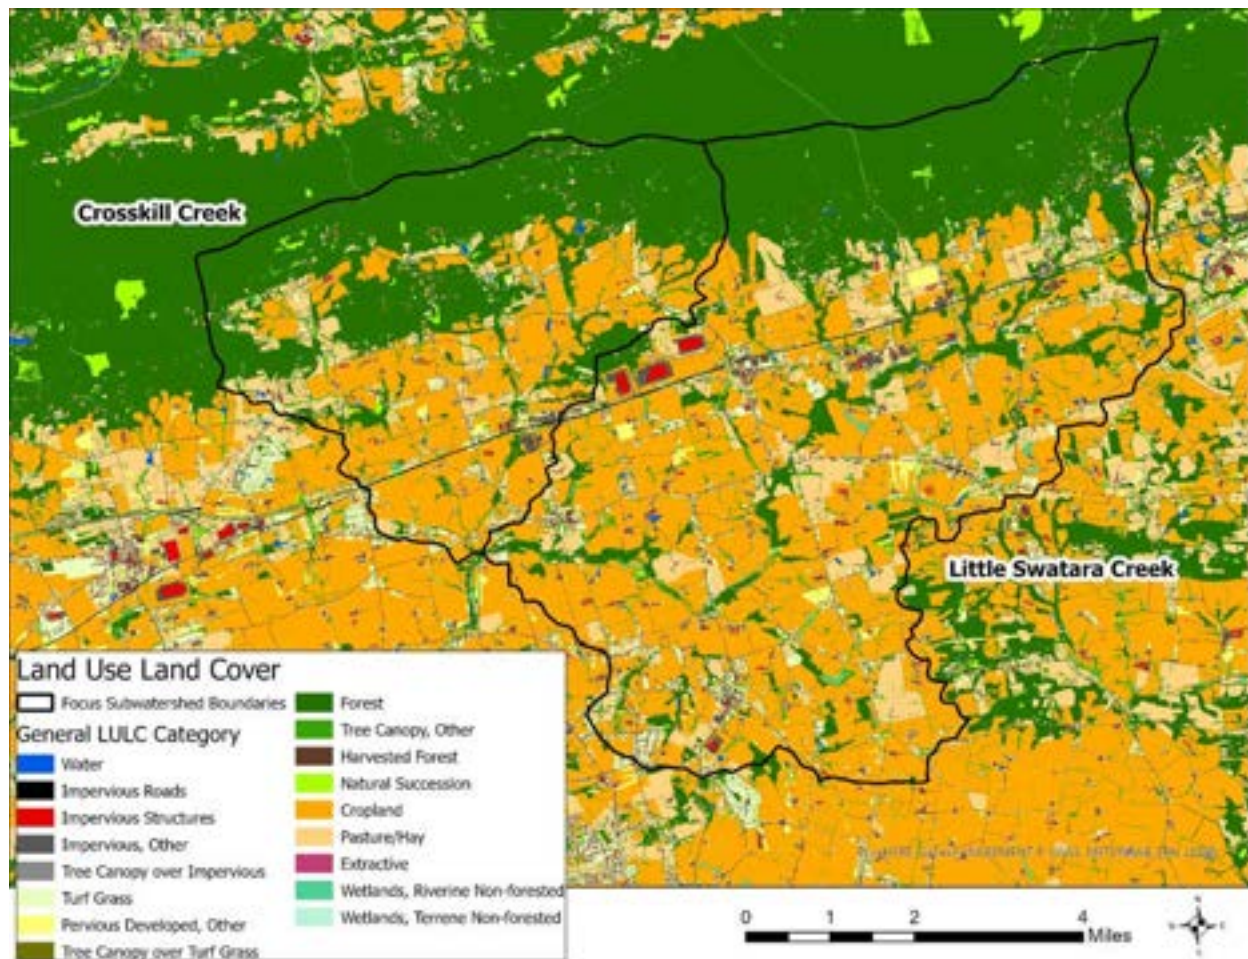 Crosskill Creek
Little Swatara Creek
Land Use Land Cover
Focus Subwatershed Boundaries
General LULC Category
Water
Impervious Roads
Impervious Structures
Impervious, Other
Tree Canopy over Impervious
Turf Grass
Pervious Developed, Other
Tree Canopy over Turf Grass
Forest
Tree Canopy, Other
Harvested Forest
Natural Succession
Cropland
Pasture/Hay
Extractive
Wetlands, Riverine Non-forested
Wetlands, Terrene Non-forested
0 1 2 4
Miles